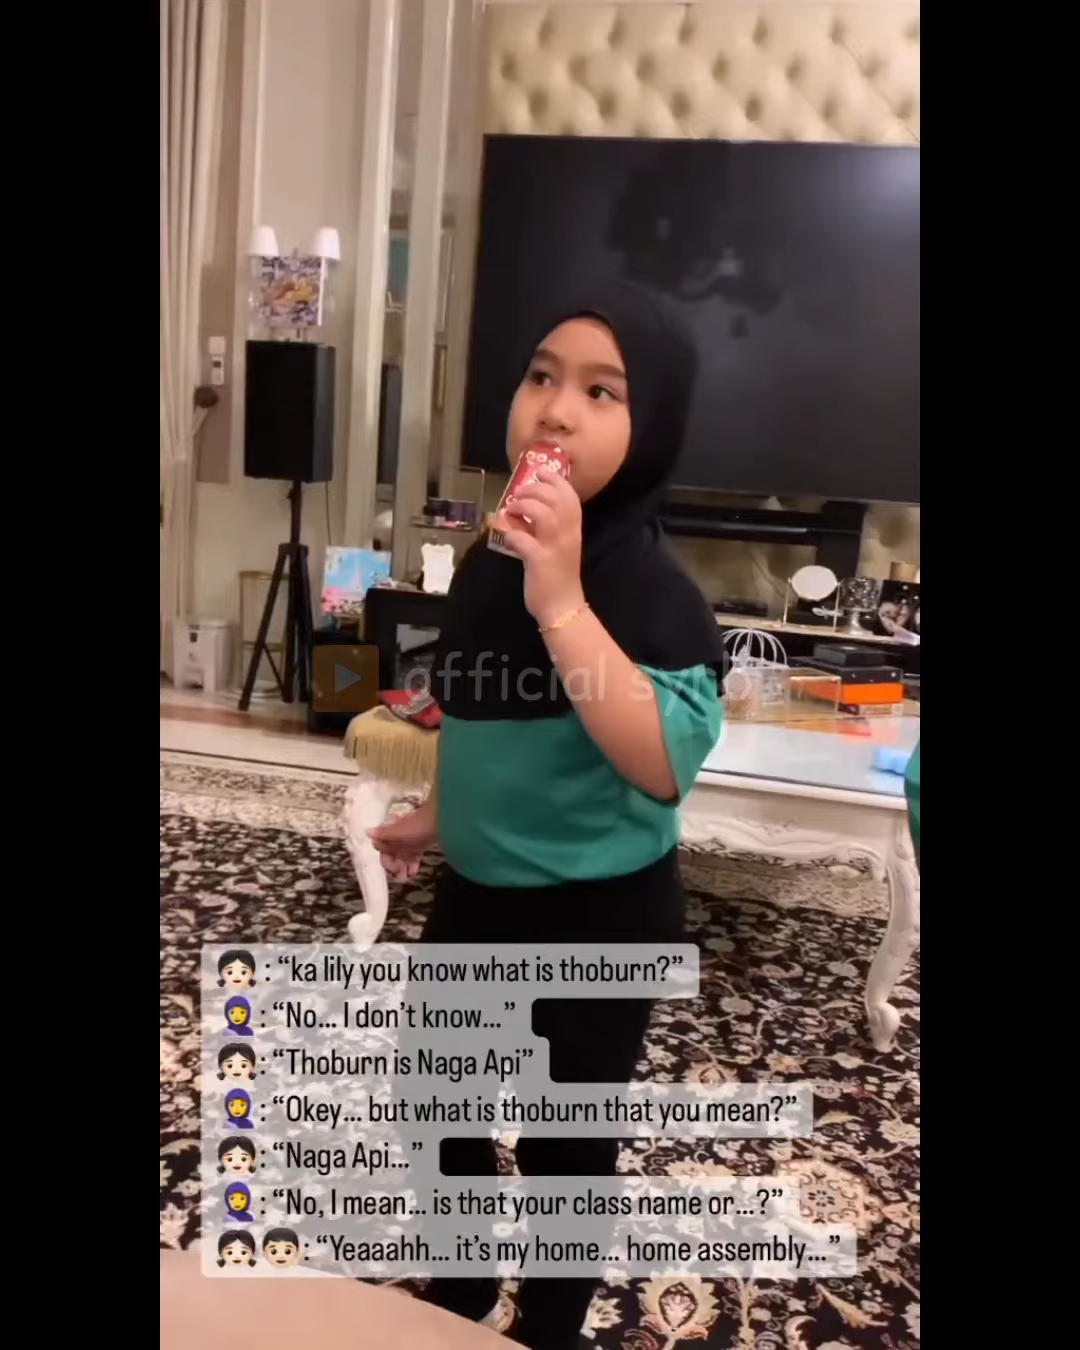 official syrb
: “ka lily you know what is thoburn?”
: “No... I don’t know...”
: “Thoburn is Naga Api”
: “Okey... but what is thoburn that you mean?”
: “Naga Api...”
: “No, I mean... is that your class name or...?”
: “Yeaaahh... it’s my home... home assembly...”